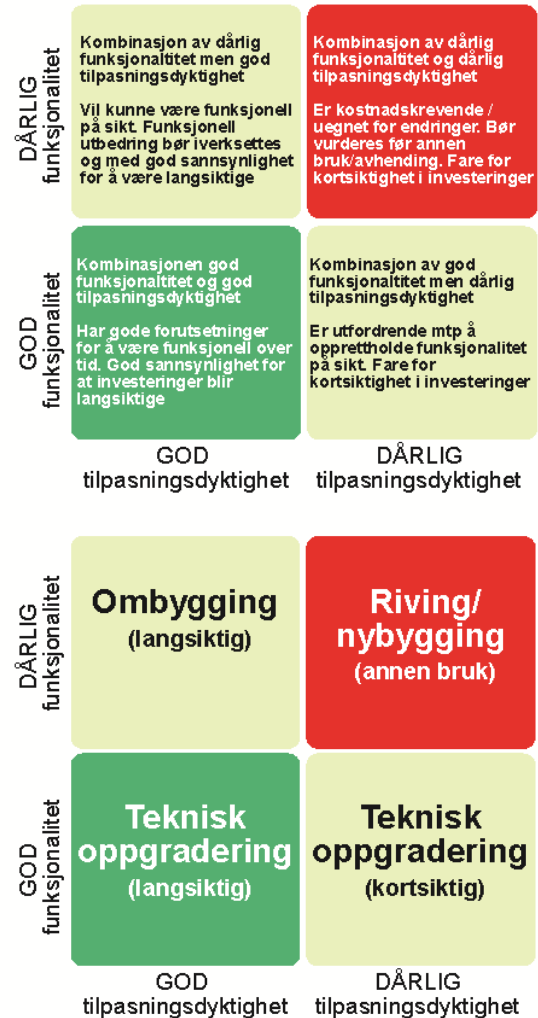 DÅRLIG
funksjonalitet
Kombinasjon av dårlig
funksjonaltitet men god
tilpasningsdyktighet
Vil kunne være funksjonell
på sikt. Funksjonell
utbedring bør iverksettes
og med god sannsynlighet
for å være langsiktige
Kombinasjon av dårlig
funksjonaltitet og dårlig
tilpasningsdyktighet
Er kostnadskrevende /
uegnet for endringer. Bør
vurderes før annen
bruk/avhending. Fare for
kortsiktighet i investeringer
GOD
funksjonalitet
Kombinasjonen god
funksjonaltitet og god
tilpasningsdyktighet
Har gode forutsetninger
for å være funksjonell over
tid. God sannsynlighet for
at investeringer blir
langsiktige
Kombinasjon av god
funksjonaltitet men dårlig
tilpasningsdyktighet
Er utfordrende mtp å
opprettholde funksjonalitet
på sikt. Fare for
kortsiktighet i investeringer
GOD
tilpasningsdyktighet
DÅRLIG
tilpasningsdyktighet
DÅRLIG
funksjonalitet
Ombygging
(langsiktig)
Riving/
nybygging
(annen bruk)
GOD
funksjonalitet
Teknisk
oppgradering
(langsiktig)
Teknisk
oppgradering
(kortsiktig)
GOD
tilpasningsdyktighet
DÅRLIG
tilpasningsdyktighet